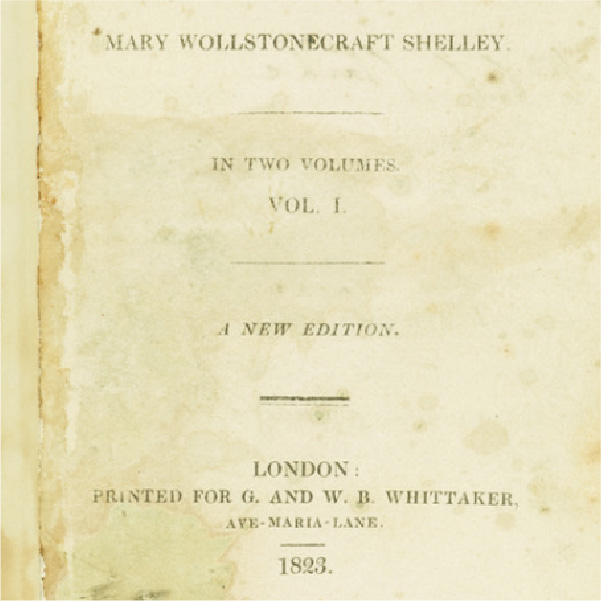 MARY WOLLSTONECRAFT SHELLEY.
IN TWO VOLUMES.
VOL. I.
A NEW EDITION.
LONDON:
PRINTED FOR G. AND W. B. WHITTAKER,
AVE-MARIA-LANE.
1823.